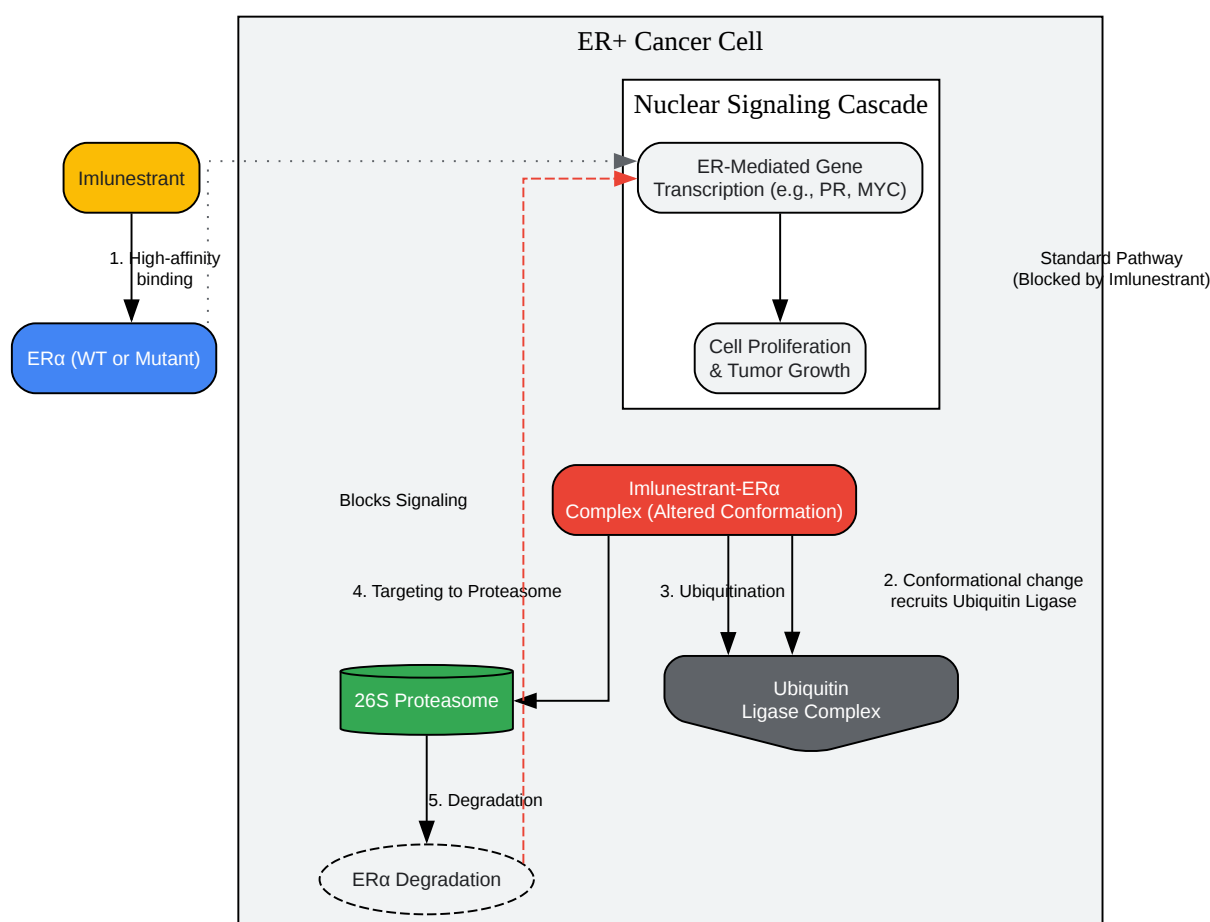 ER+ Cancer Cell
Nuclear Signaling Cascade
Imlunestrant
ER-Mediated Gene
Transcription (e.g., PR, MYC)
1. High-affinity
binding
Standard Pathway
(Blocked by Imlunestrant)
ERα (WT or Mutant)
Cell Proliferation
& Tumor Growth
Blocks Signaling
Imlunestrant-ERα
Complex (Altered Conformation)
4. Targeting to Proteasome
3. Ubiquitination
2. Conformational change
recruits Ubiquitin Ligase
26S Proteasome
Ubiquitin
Ligase Complex
5. Degradation
ERα Degradation